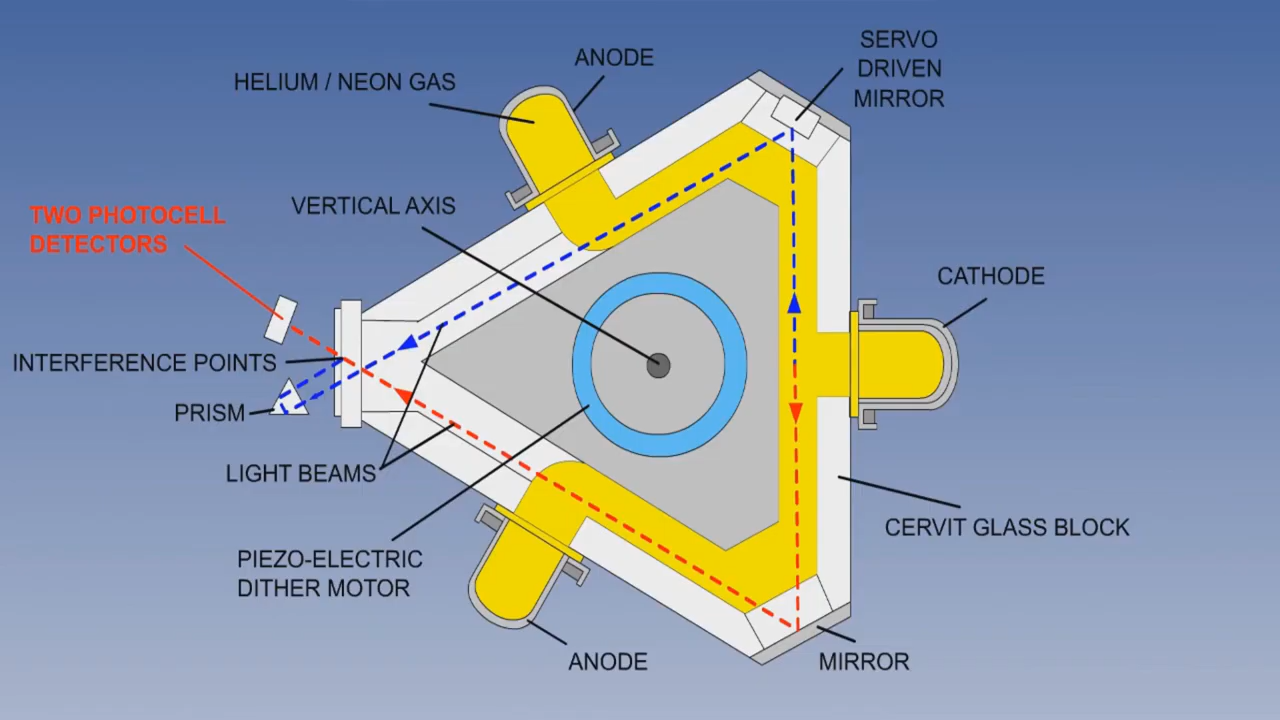 SERVO
DRIVEN
MIRROR
ANODE
HELIUM / NEON GAS
VERTICAL AXIS
TWO PHOTOCELL
DETECTORS
CATHODE
INTERFERENCE POINTS
PRISM
LIGHT BEAMS
CERVIT GLASS BLOCK
PIEZO-ELECTRIC
DITHER MOTOR
ANODE
MIRROR